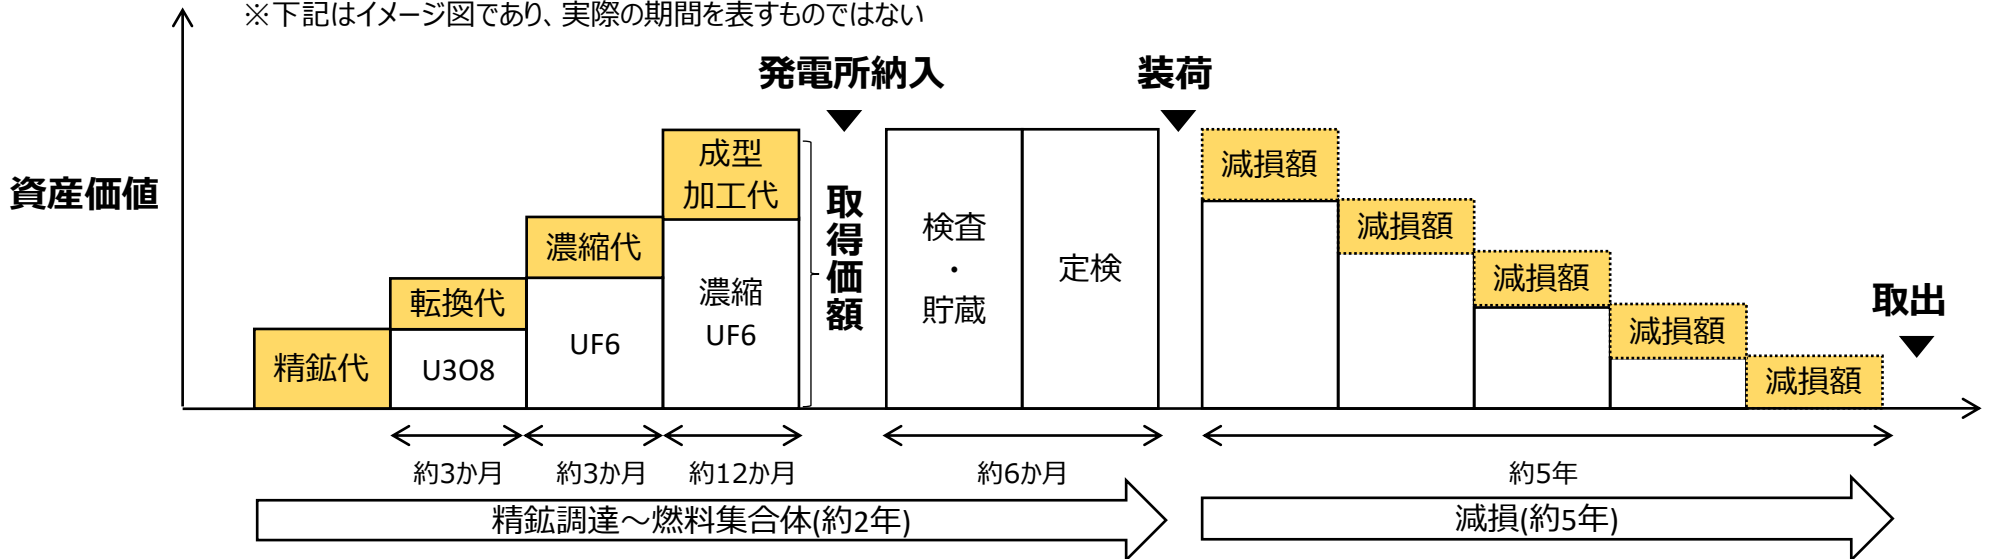 ※下記はイメージ図であり、実際の期間を表すものではない
発電所納入
装荷
資産価値
取出
精鉱代
転換代
U3O8
濃縮代
UF6
成型
加工代
濃縮
UF6
取得価額
検査
・
貯蔵
定検
減損額
減損額
減損額
減損額
減損額
約3か月
約3か月
約12か月
約6か月
約5年
精鉱調達～燃料集合体(約2年)
減損(約5年)